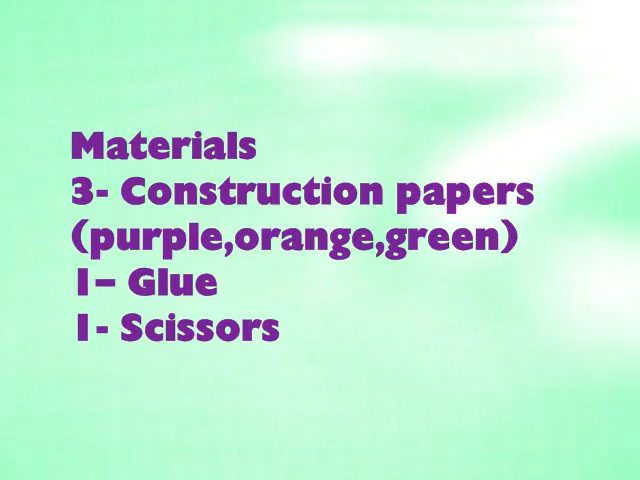 Materials
3- Construction papers
(purple,orange,green)
1– Glue
1- Scissors